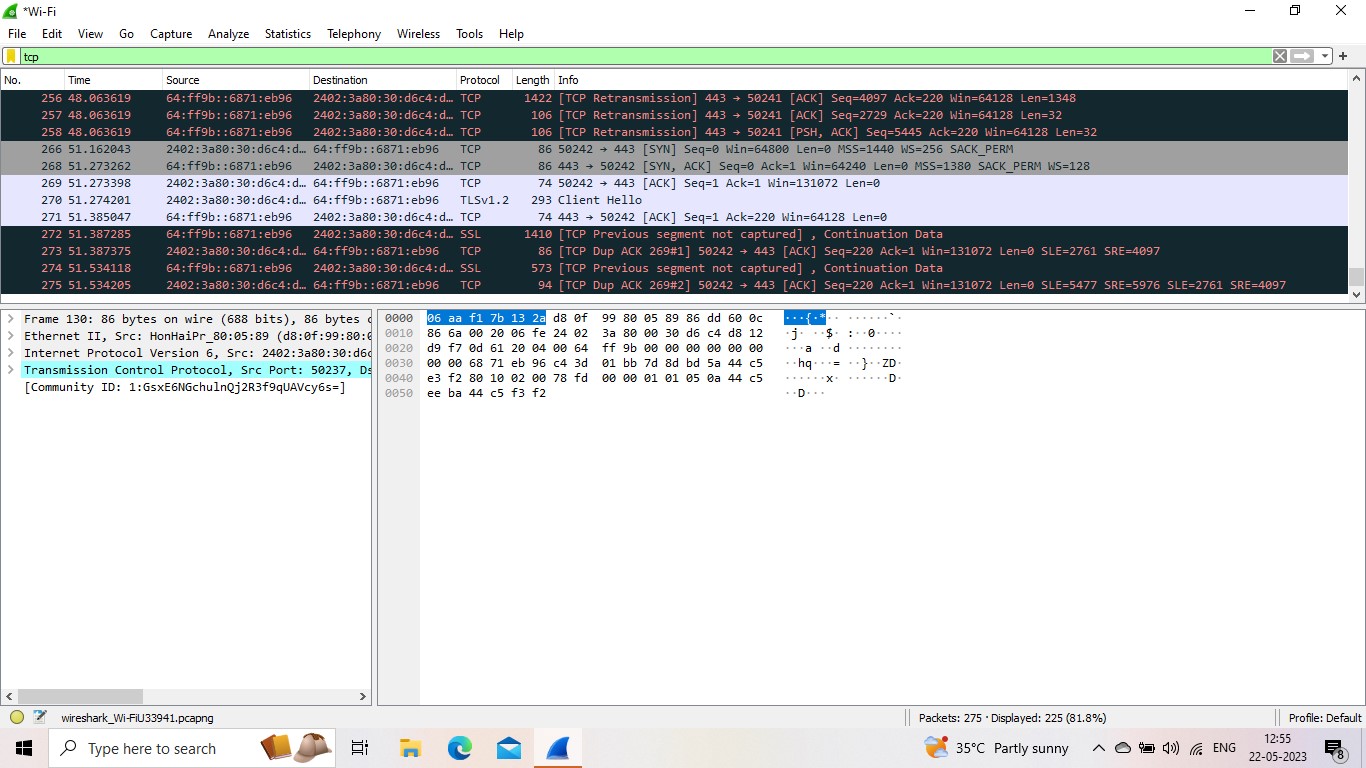 *Wi-Fi
File Edit View Go Capture Analyze Statistics Telephony Wireless Tools Help
tcp
No. Time Source Destination Protocol Length Info
256 48.063619 64:ff9b::6871:eb96 2402:3a80:30:d6c4:d… TCP 1422 [TCP Retransmission] 443 → 50241 [ACK] Seq=4097 Ack=220 Win=64128 Len=1348
257 48.063619 64:ff9b::6871:eb96 2402:3a80:30:d6c4:d… TCP 106 [TCP Retransmission] 443 → 50241 [ACK] Seq=2729 Ack=220 Win=64128 Len=32
258 48.063619 64:ff9b::6871:eb96 2402:3a80:30:d6c4:d… TCP 106 [TCP Retransmission] 443 → 50241 [PSH, ACK] Seq=5445 Ack=220 Win=64128 Len=32
266 51.162043 2402:3a80:30:d6c4:d… 64:ff9b::6871:eb96 TCP 86 50242 → 443 [SYN] Seq=0 Win=64800 Len=0 MSS=1440 WS=256 SACK_PERM
268 51.273262 64:ff9b::6871:eb96 2402:3a80:30:d6c4:d… TCP 86 443 → 50242 [SYN, ACK] Seq=0 Ack=1 Win=64240 Len=0 MSS=1380 SACK_PERM WS=128
269 51.273398 2402:3a80:30:d6c4:d… 64:ff9b::6871:eb96 TCP 74 50242 → 443 [ACK] Seq=1 Ack=1 Win=131072 Len=0
270 51.274201 2402:3a80:30:d6c4:d… 64:ff9b::6871:eb96 TLSv1.2 293 Client Hello
271 51.385047 64:ff9b::6871:eb96 2402:3a80:30:d6c4:d… TCP 74 443 → 50242 [ACK] Seq=1 Ack=220 Win=64128 Len=0
272 51.387285 64:ff9b::6871:eb96 2402:3a80:30:d6c4:d… SSL 1410 [TCP Previous segment not captured] , Continuation Data
273 51.387375 2402:3a80:30:d6c4:d… 64:ff9b::6871:eb96 TCP 86 [TCP Dup ACK 269#1] 50242 → 443 [ACK] Seq=220 Ack=1 Win=131072 Len=0 SLE=2761 SRE=4097
274 51.534118 64:ff9b::6871:eb96 2402:3a80:30:d6c4:d… SSL 573 [TCP Previous segment not captured] , Continuation Data
275 51.534205 2402:3a80:30:d6c4:d… 64:ff9b::6871:eb96 TCP 94 [TCP Dup ACK 269#2] 50242 → 443 [ACK] Seq=220 Ack=1 Win=131072 Len=0 SLE=5477 SRE=5976 SLE=2761 SRE=4097
Frame 130: 86 bytes on wire (688 bits), 86 bytes c
Ethernet II, Src: HonHaiPr_80:05:89 (d8:0f:99:80:0
Internet Protocol Version 6, Src: 2402:3a80:30:d6c
Transmission Control Protocol, Src Port: 50237, Ds
[Community ID: 1:GsxE6NGchulnQj2R3f9qUAVcy6s=]
0000 06 aa f1 7b 13 2a d8 0f 99 80 05 89 86 dd 60 0c ···{·*·· ······`·
0010 86 6a 00 20 06 fe 24 02 3a 80 00 30 d6 c4 d8 12 ·j· ··$· :··0····
0020 d9 f7 0d 61 20 04 00 64 ff 9b 00 00 00 00 00 00 ···a ··d ········
0030 00 00 68 71 eb 96 c4 3d 01 bb 7d 8d bd 5a 44 c5 ··hq···= ··}··ZD·
0040 e3 f2 80 10 02 00 78 fd 00 00 01 01 05 0a 44 c5 ······x· ······D·
0050 ee ba 44 c5 f3 f2 ··D···
wireshark_Wi-FiU33941.pcapng
Packets: 275 · Displayed: 225 (81.8%)
Profile: Default
Type here to search
35°C Partly sunny
ENG
12:55
22-05-2023
8